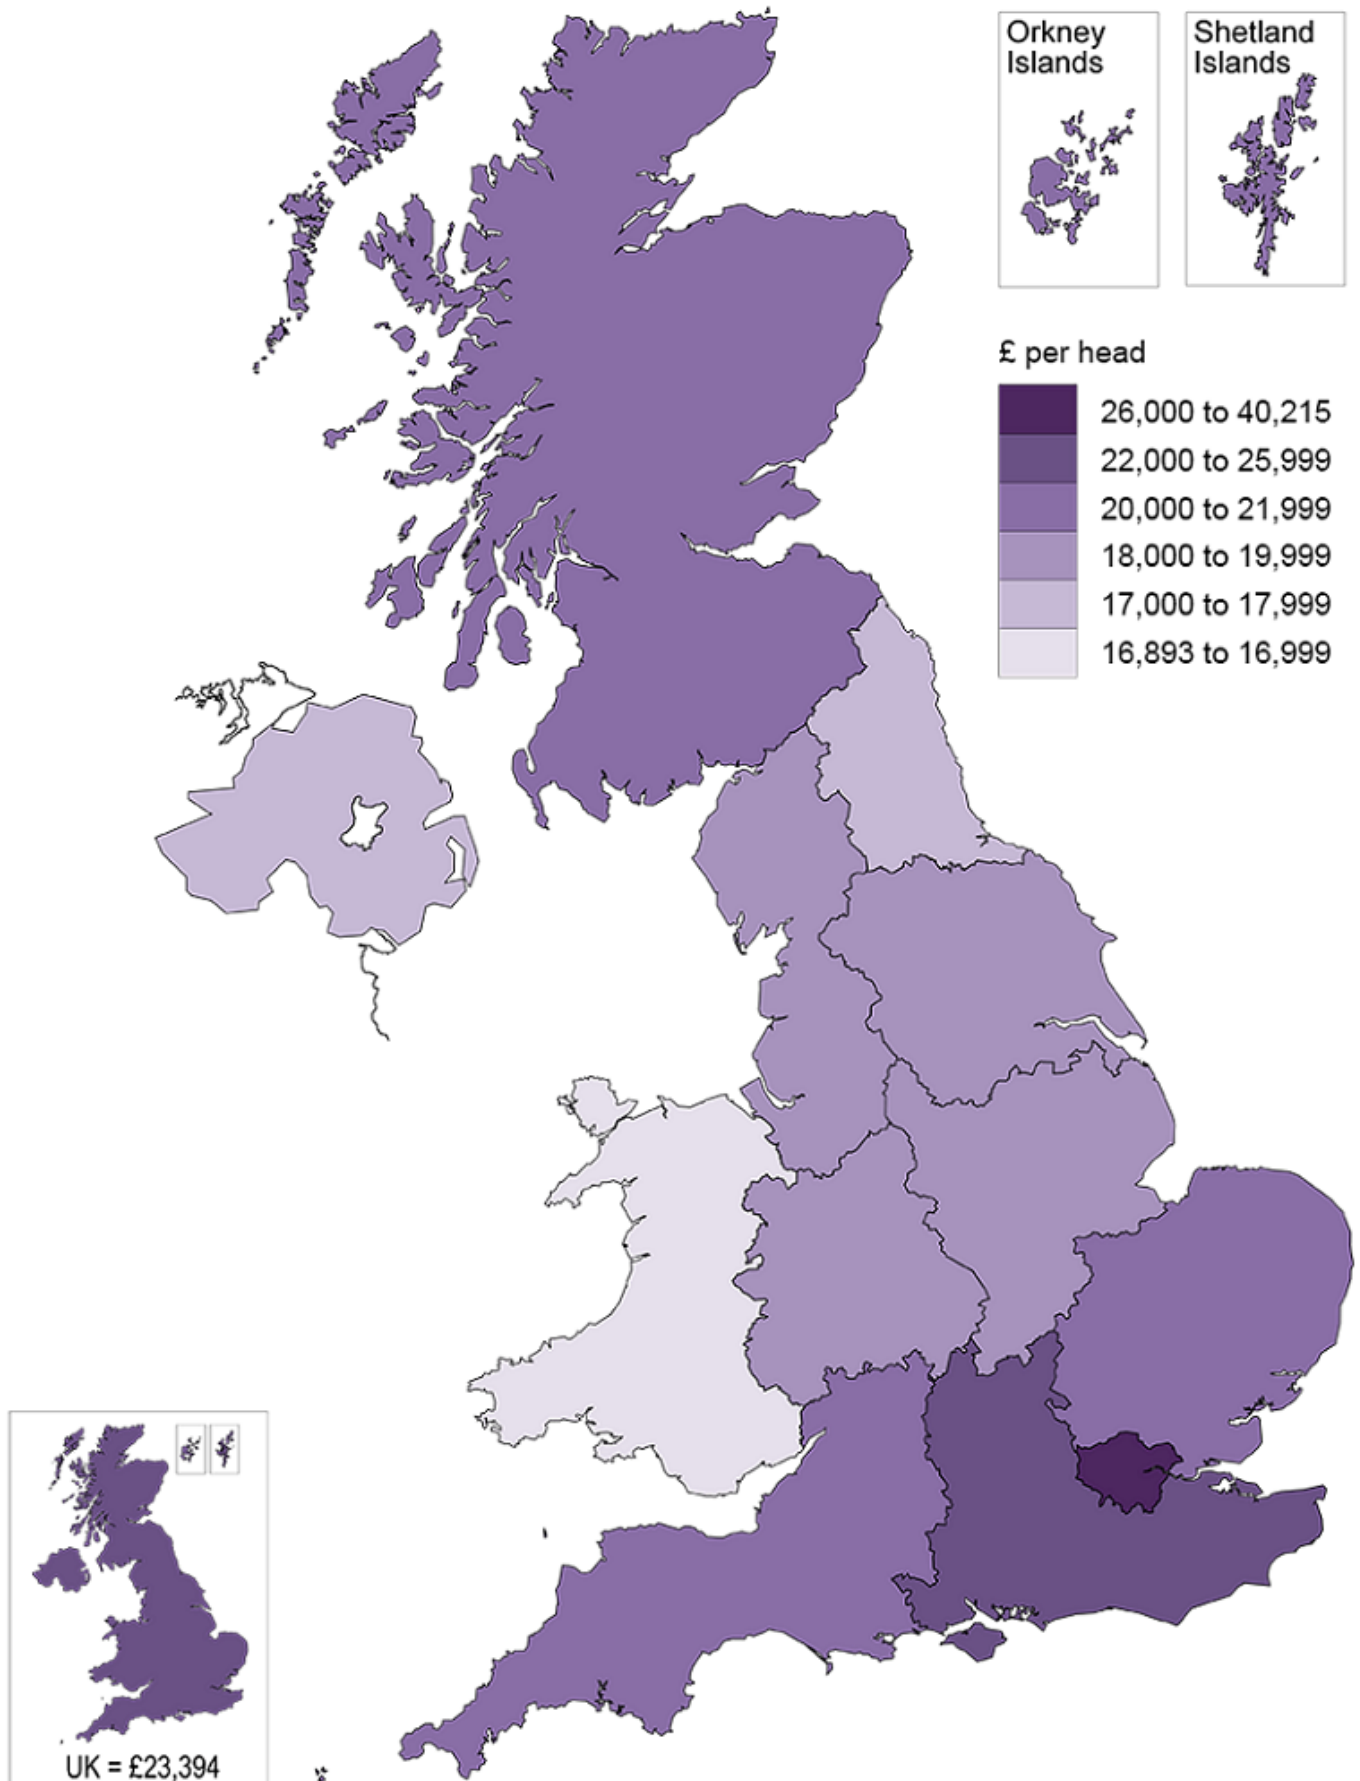 Orkney
Islands
Shetland
Islands
£ per head
26,000 to 40,215
22,000 to 25,999
20,000 to 21,999
18,000 to 19,999
17,000 to 17,999
16,893 to 16,999
UK = £23,394